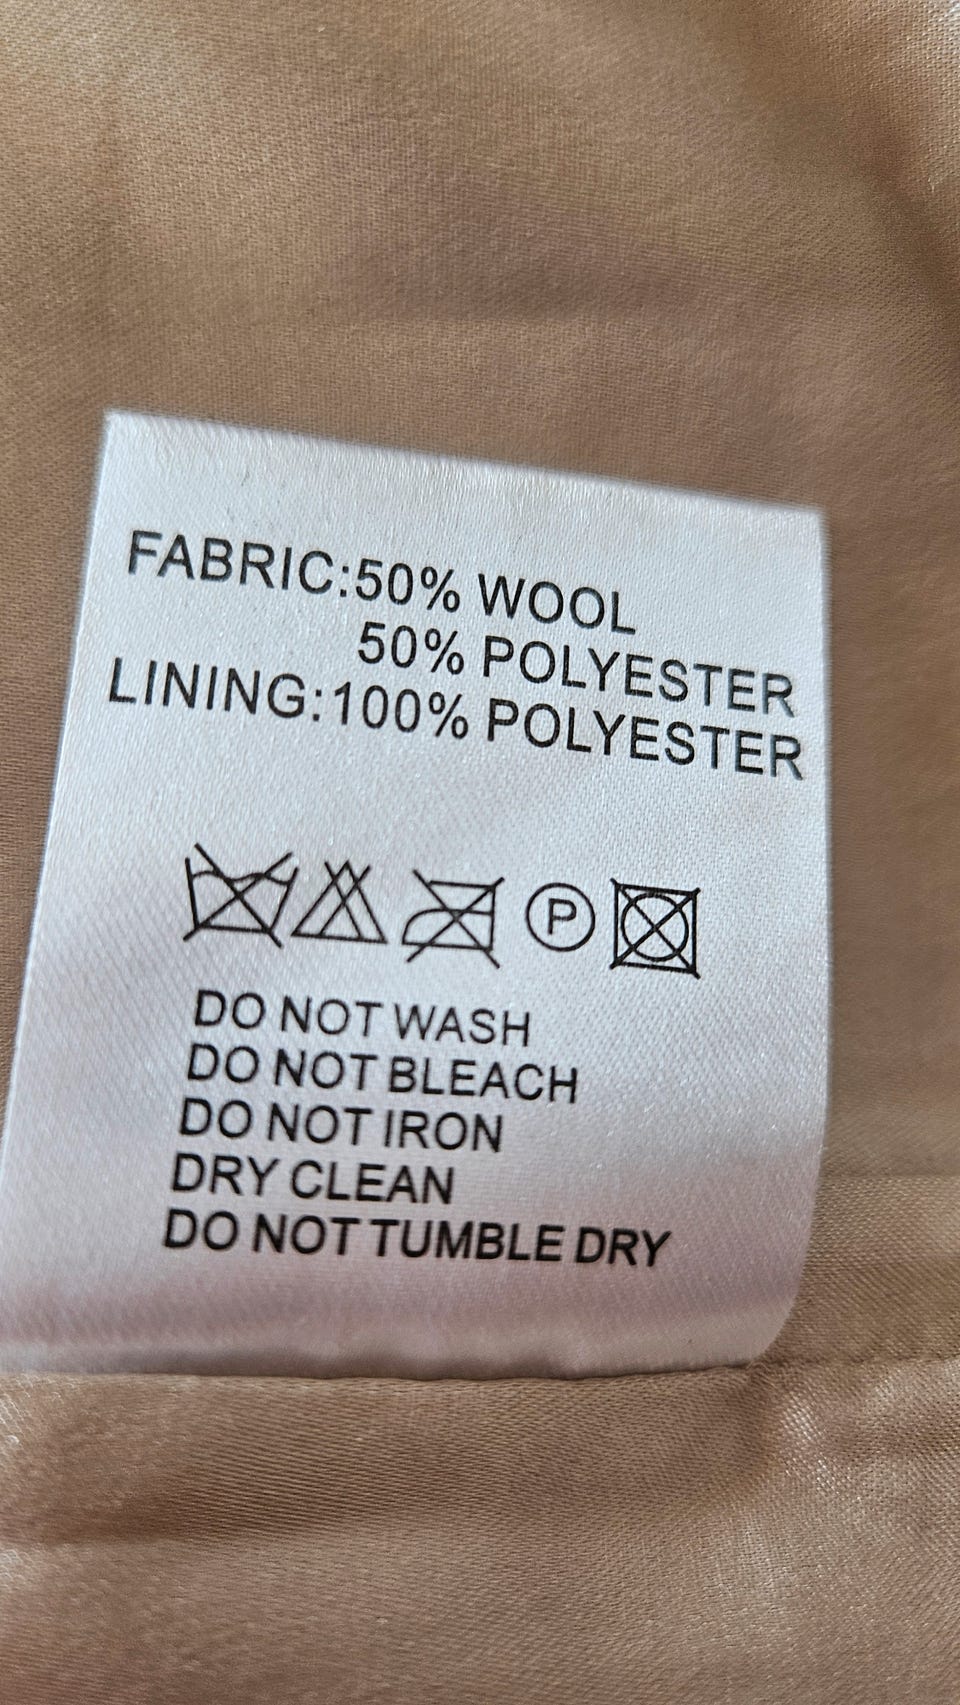 FABRIC:50% WOOL
50% POLYESTER
LINING:100% POLYESTER
P
DO NOT WASH
DO NOT BLEACH
DO NOT IRON
DRY CLEAN
DO NOT TUMBLE DRY